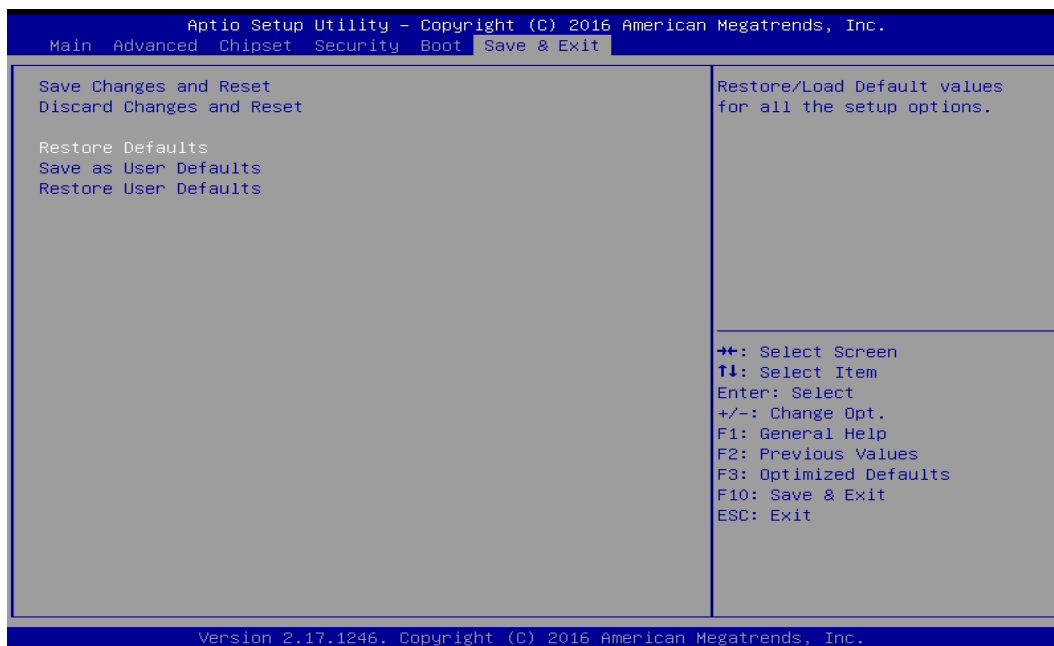 Aptio Setup Utility – Copyright (C) 2016 American Megatrends, Inc.
Main Advanced Chipset Security Boot Save & Exit
Save Changes and Reset
Discard Changes and Reset
Restore Defaults
Save as User Defaults
Restore User Defaults
Restore/Load Default values
for all the setup options.
→←: Select Screen
↑↓: Select Item
Enter: Select
+/-: Change Opt.
F1: General Help
F2: Previous Values
F3: Optimized Defaults
F10: Save & Exit
ESC: Exit
Version 2.17.1246. Copyright (C) 2016 American Megatrends, Inc.